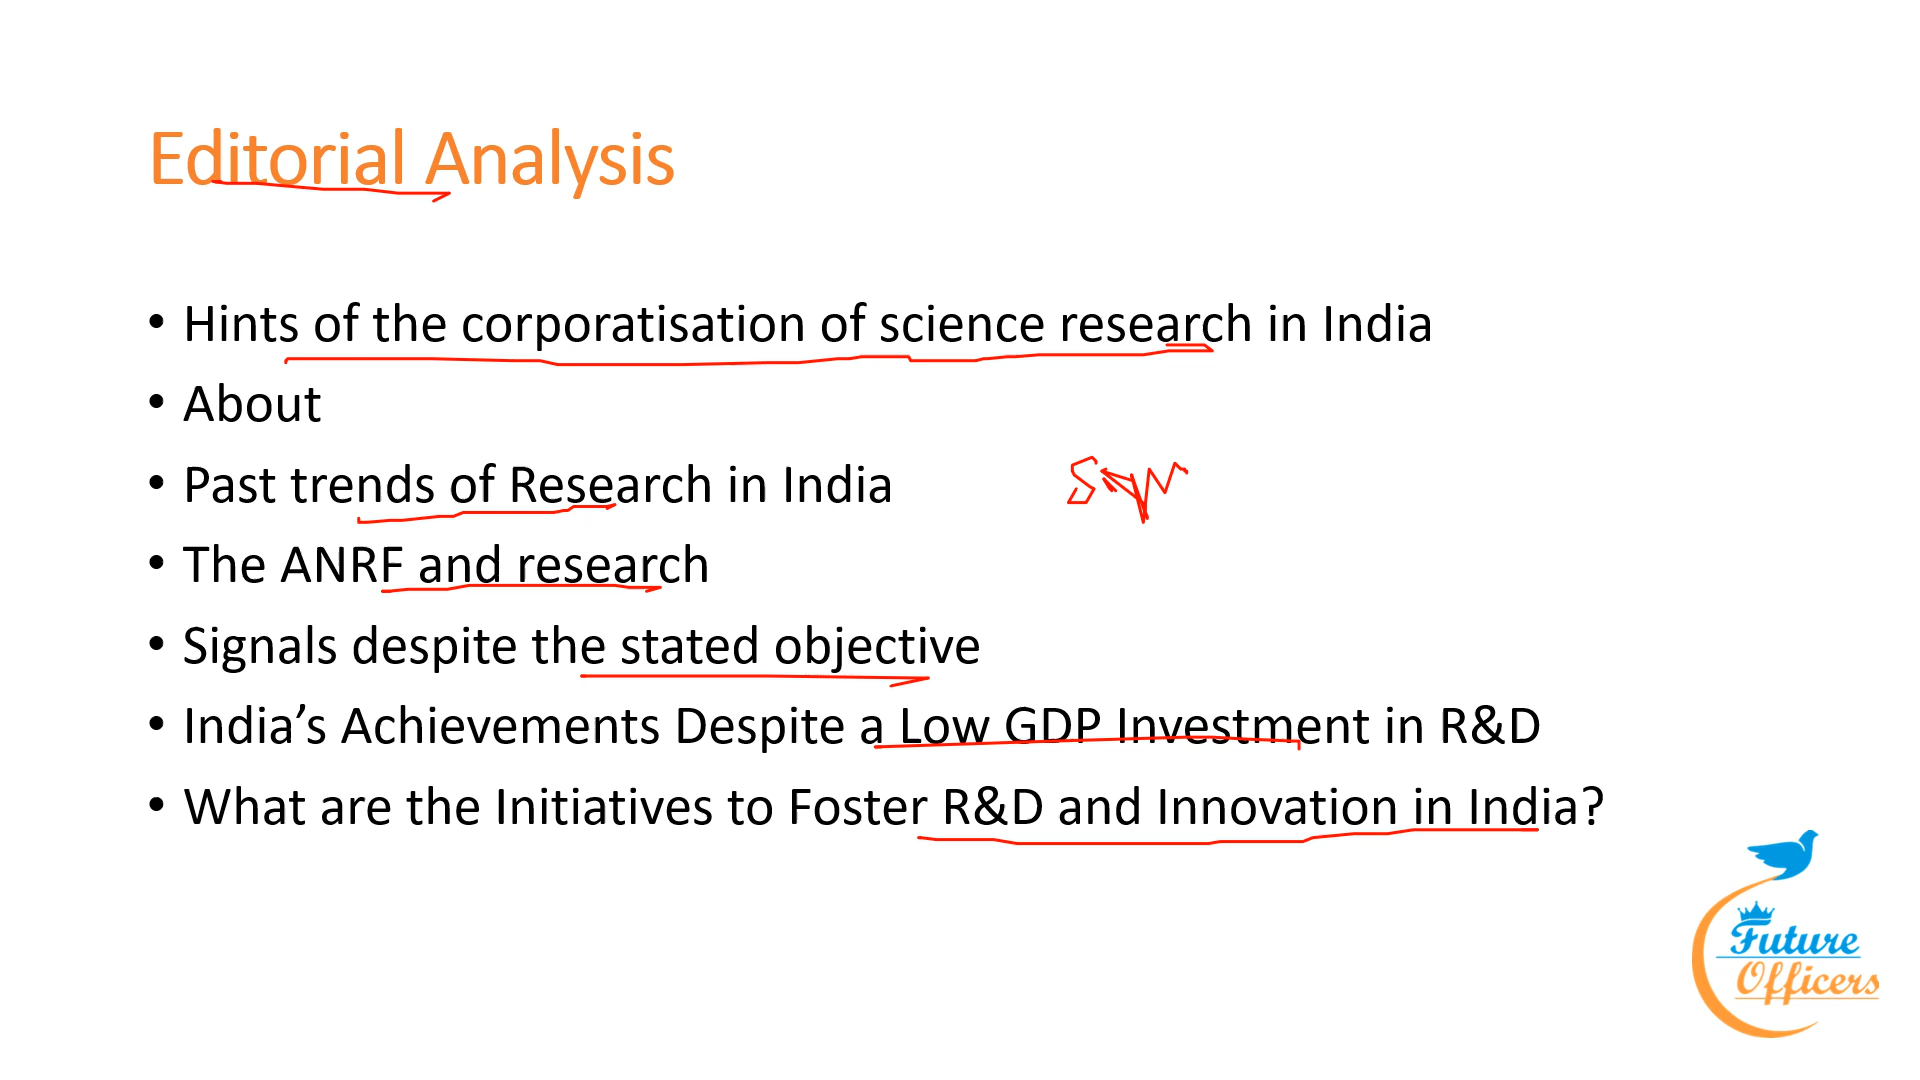 Editorial Analysis
• Hints of the corporatisation of science research in India
• About
• Past trends of Research in India
• The ANRF and research
• Signals despite the stated objective
• India’s Achievements Despite a Low GDP Investment in R&D
• What are the Initiatives to Foster R&D and Innovation in India?
Future
Officers